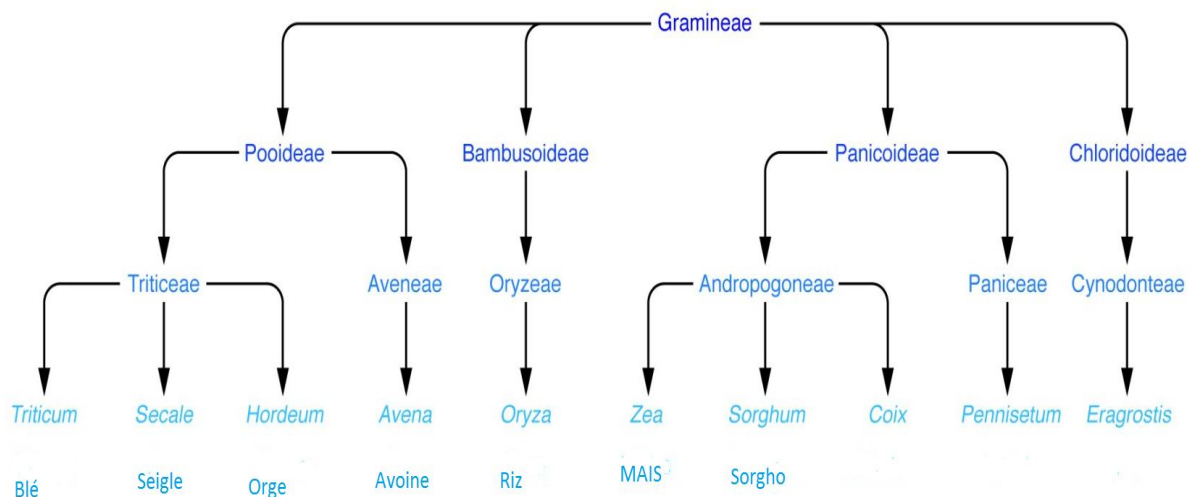 Gramineae
Pooideae Bambusoideae Panicoideae Chloridoideae
Triticeae Aveneae Oryzeae Andropogoneae Paniceae Cynodonteae
Triticum Secale Hordeum Avena Oryza Zea Sorghum Coix Pennisetum Eragrostis
Blé Seigle Orge Avoine Riz MAIS Sorgho